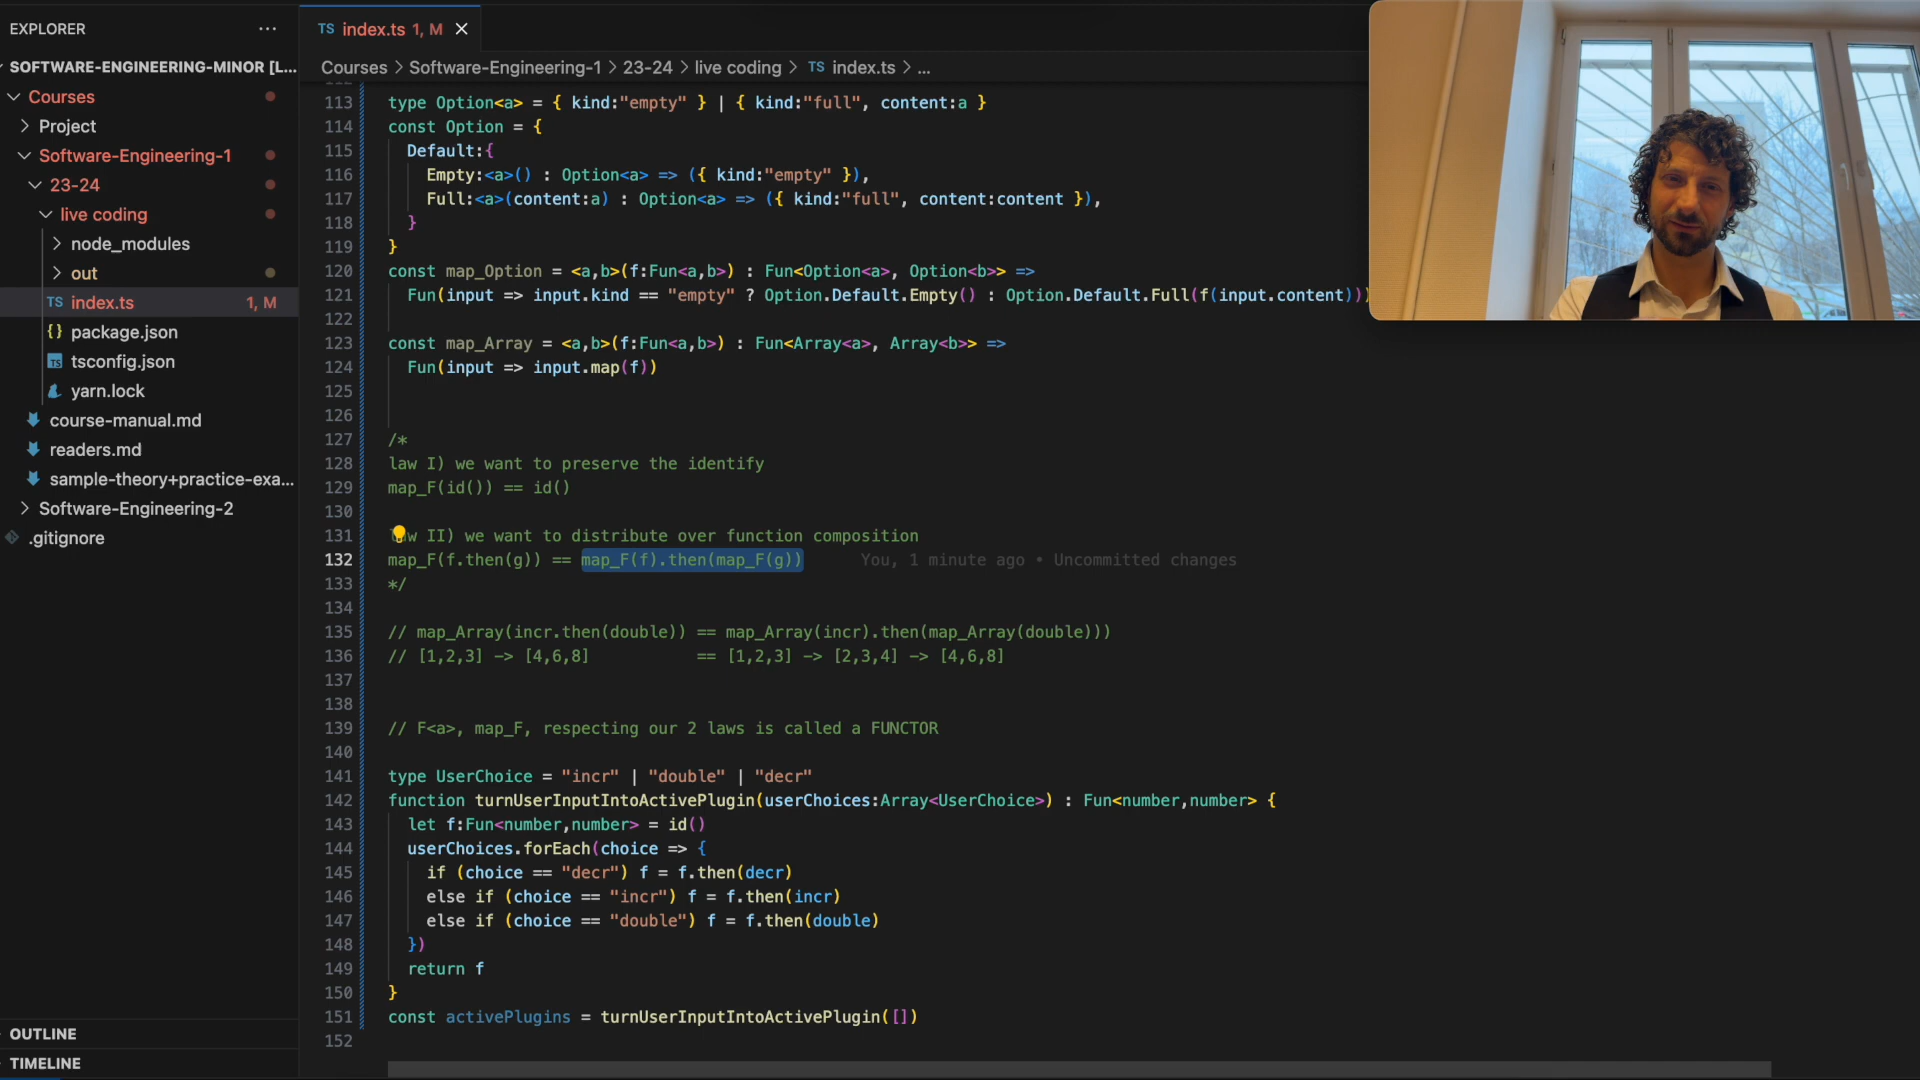 EXPLORER
SOFTWARE-ENGINEERING-MINOR [L...
Courses
Project
Software-Engineering-1
23-24
live coding
node_modules
out
TS index.ts 1, M
{} package.json
TS tsconfig.json
yarn.lock
course-manual.md
readers.md
sample-theory+practice-exa...
Software-Engineering-2
.gitignore
OUTLINE
TIMELINE
TS index.ts 1, M
Courses > Software-Engineering-1 > 23-24 > live coding > TS index.ts > ...
113 type Option<a> = { kind:"empty" } | { kind:"full", content:a }
114 const Option = {
115 Default:{
116 Empty:<a>() : Option<a> => ({ kind:"empty" }),
117 Full:<a>(content:a) : Option<a> => ({ kind:"full", content:content }),
118 }
119 }
120 const map_Option = <a,b>(f:Fun<a,b>) : Fun<Option<a>, Option<b>> =>
121 Fun(input => input.kind == "empty" ? Option.Default.Empty() : Option.Default.Full(f(input.content)))
122
123 const map_Array = <a,b>(f:Fun<a,b>) : Fun<Array<a>, Array<b>> =>
124 Fun(input => input.map(f))
125
126
127 /*
128 law I) we want to preserve the identify
129 map_F(id()) == id()
130
131 law II) we want to distribute over function composition
132 map_F(f.then(g)) == map_F(f).then(map_F(g)) You, 1 minute ago • Uncommitted changes
133 */
134
135 // map_Array(incr.then(double)) == map_Array(incr).then(map_Array(double)))
136 // [1,2,3] -> [4,6,8] == [1,2,3] -> [2,3,4] -> [4,6,8]
137
138
139 // F<a>, map_F, respecting our 2 laws is called a FUNCTOR
140
141 type UserChoice = "incr" | "double" | "decr"
142 function turnUserInputIntoActivePlugin(userChoices:Array<UserChoice>) : Fun<number,number> {
143 let f:Fun<number,number> = id()
144 userChoices.forEach(choice => {
145 if (choice == "decr") f = f.then(decr)
146 else if (choice == "incr") f = f.then(incr)
147 else if (choice == "double") f = f.then(double)
148 })
149 return f
150 }
151 const activePlugins = turnUserInputIntoActivePlugin([])
152